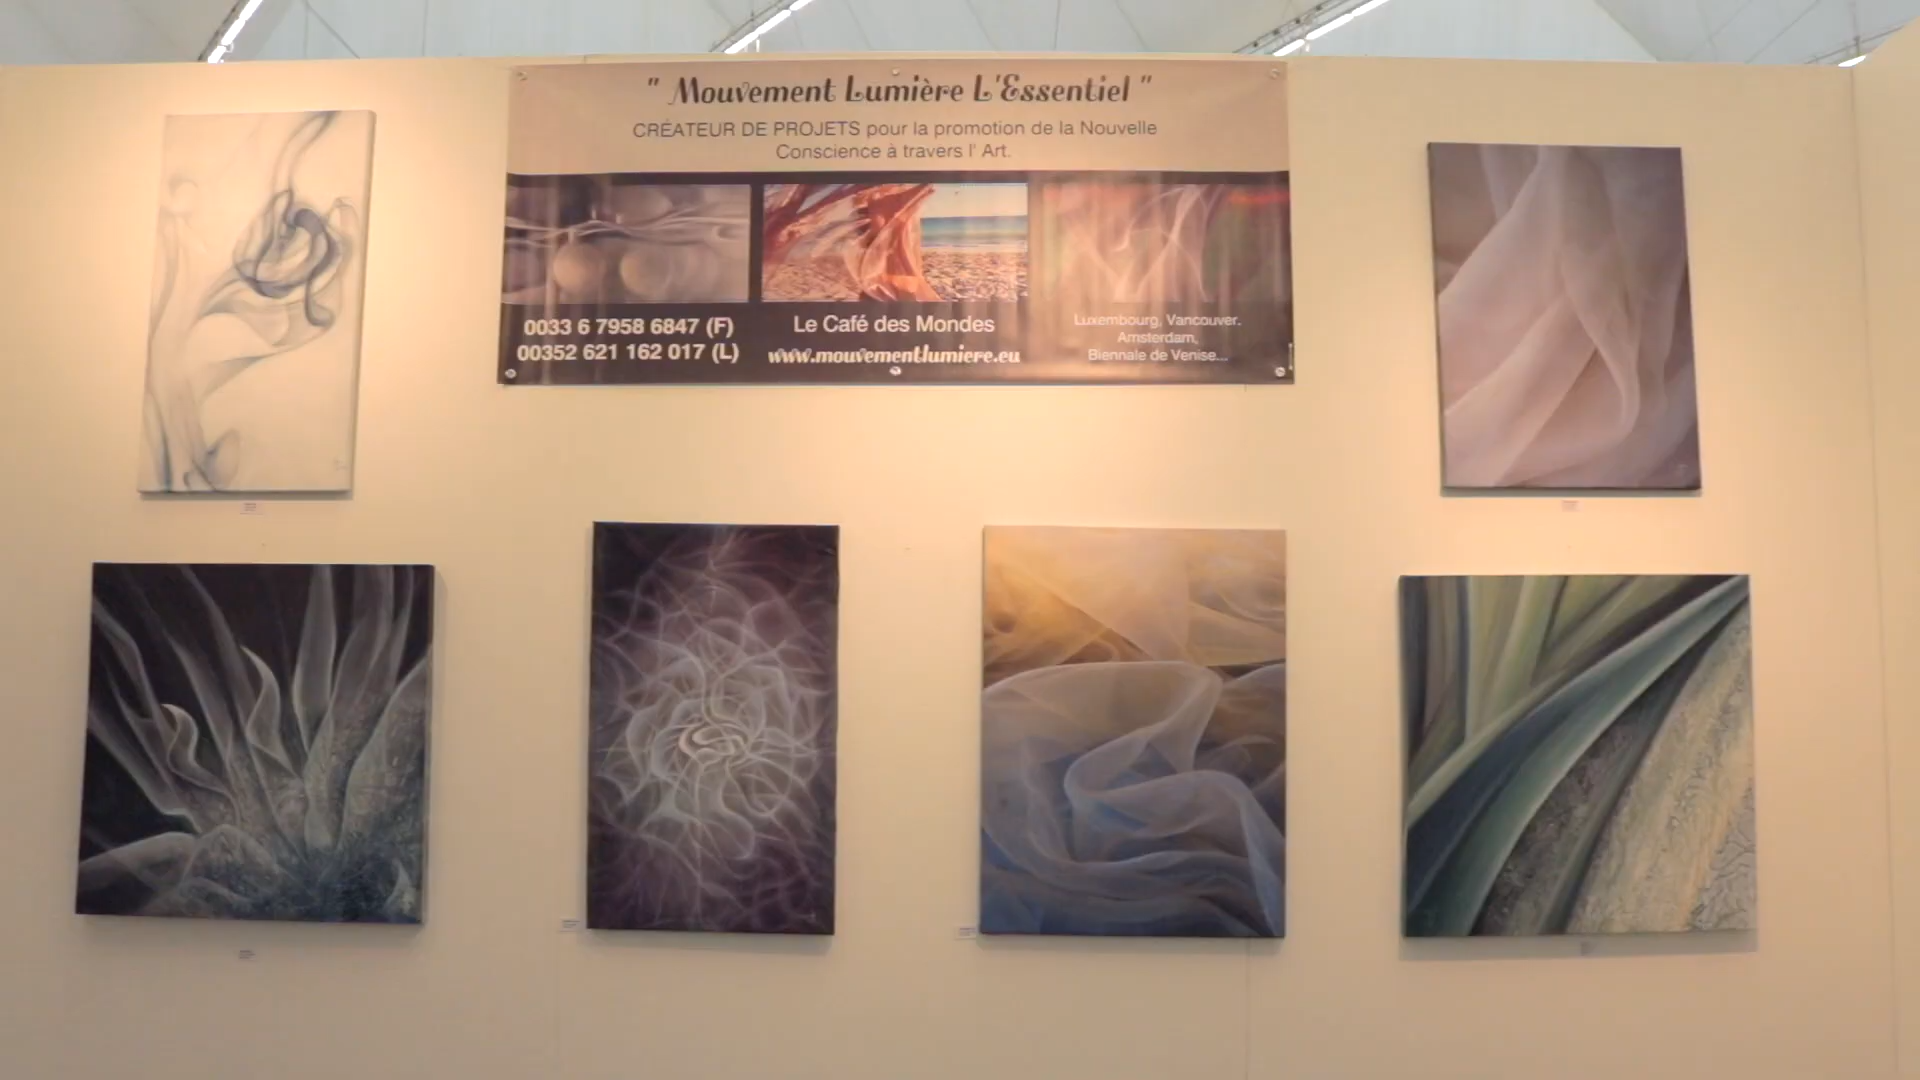 " Mouvement Lumière L'Essentiel "
CRÉATEUR DE PROJETS pour la promotion de la Nouvelle
Conscience à travers l' Art.
0033 6 7958 6847 (F)
00352 621 162 017 (L)
Le Café des Mondes
www.mouvementlumiere.eu
Luxembourg, Vancouver.
Amsterdam,
Biennale de Venise...